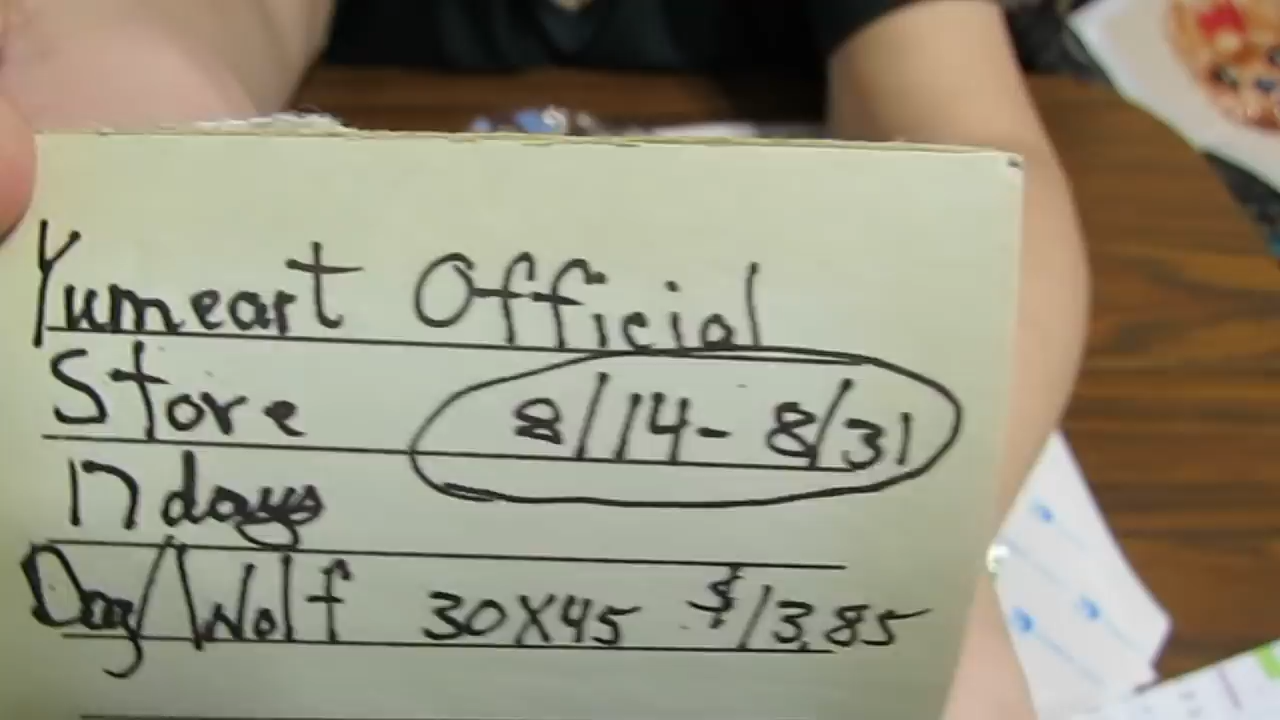 Yumeart Official
Store 8/14-8/31
17 days
Dog/Wolf 30X45 $13.85